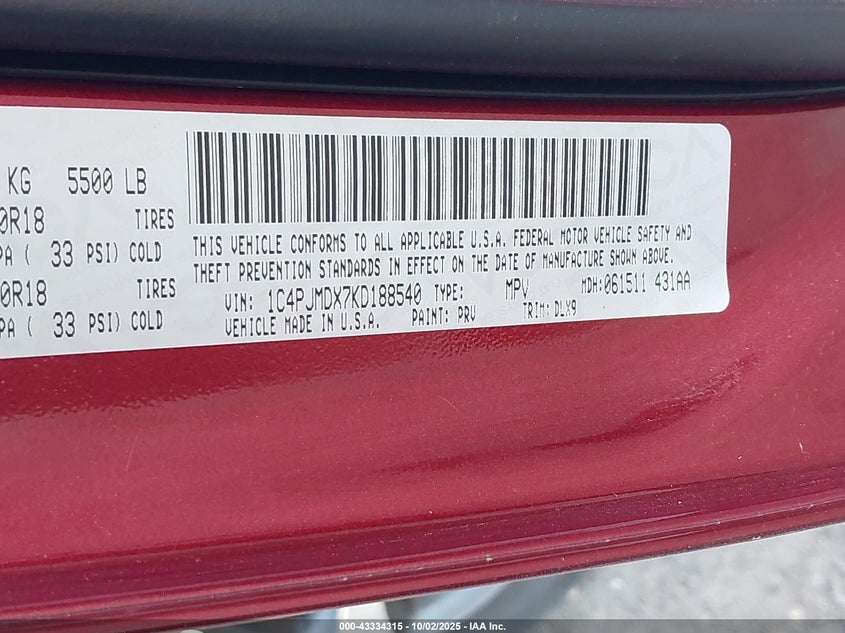 KG 5500 LB
0R18 TIRES
PA ( 33 PSI) COLD
0R18 TIRES
PA ( 33 PSI) COLD
THIS VEHICLE CONFORMS TO ALL APPLICABLE U.S.A. FEDERAL MOTOR VEHICLE SAFETY AND
THEFT PREVENTION STANDARDS IN EFFECT ON THE DATE OF MANUFACTURE SHOWN ABOVE.
VIN: 1C4PJMDX7KD188540 TYPE: MPV MDH:061511 431AA
VEHICLE MADE IN U.S.A. PAINT: PRV TRIM: DLX9
000-43334315 | 10/02/2025 | IAA Inc.